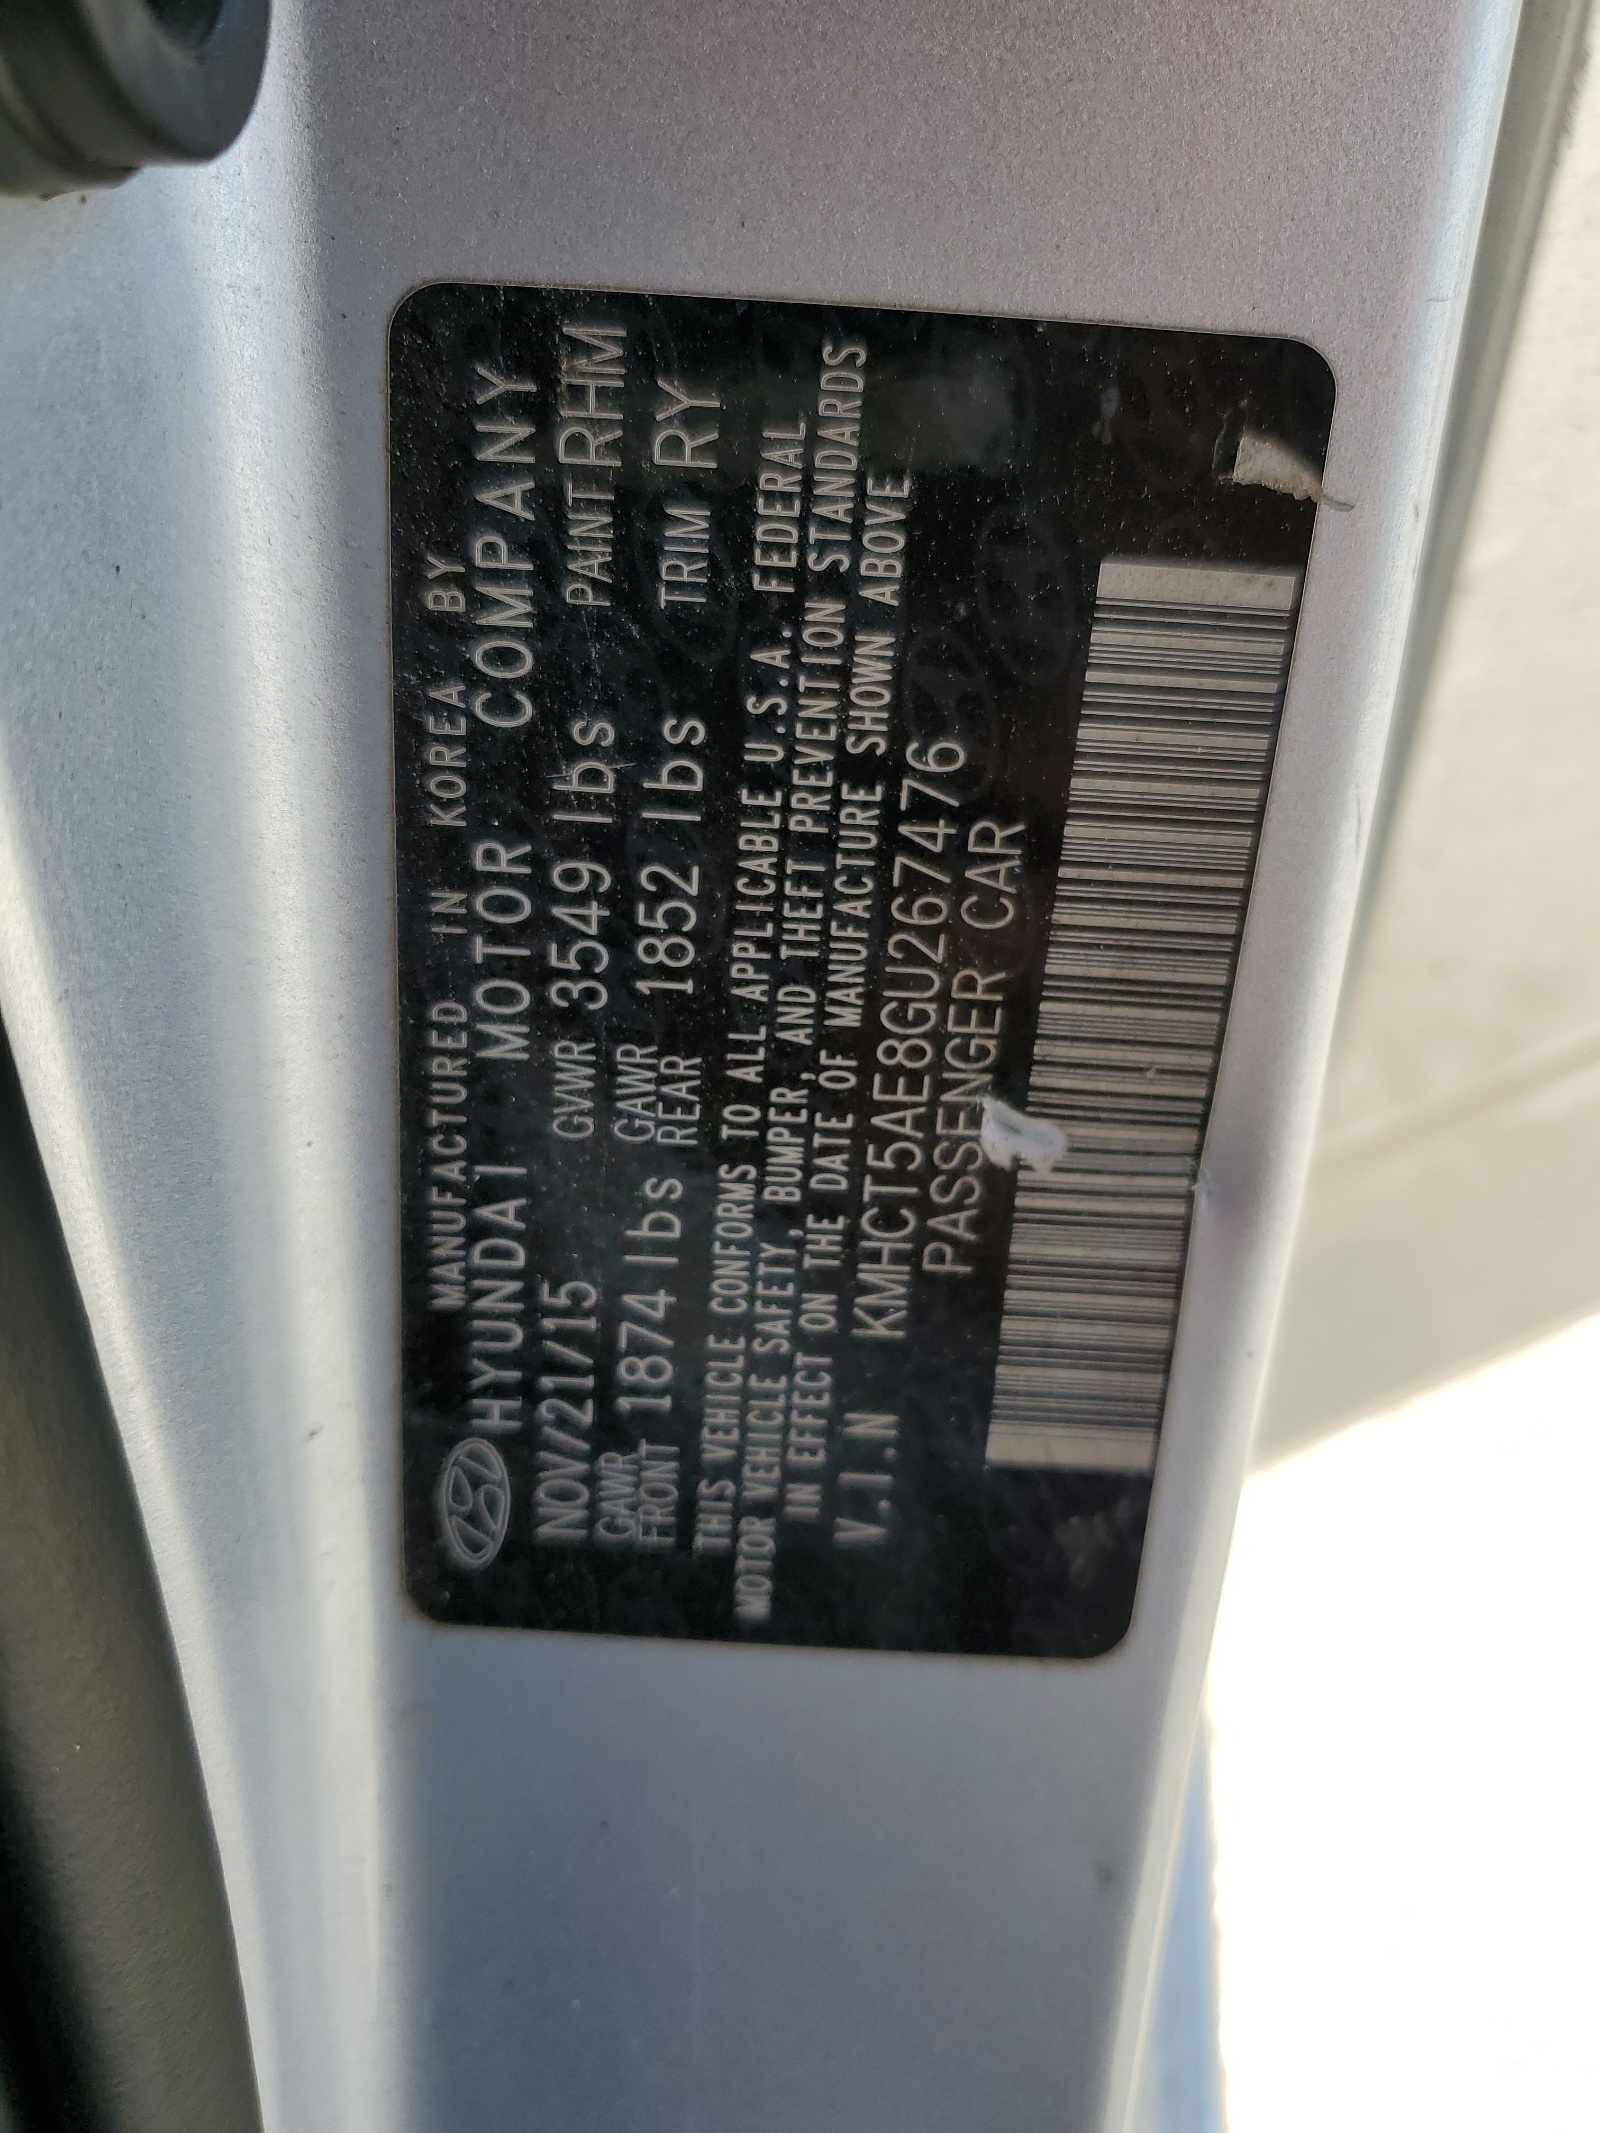 MANUFACTURED IN KOREA BY
HYUNDAI MOTOR COMPANY
NOV/21/15 GVWR 3549 lbs PAINT RHM
GAWR FRONT 1874 lbs GAWR REAR 1852 lbs TRIM RY
THIS VEHICLE CONFORMS TO ALL APPLICABLE U.S.A. FEDERAL
MOTOR VEHICLE SAFETY, BUMPER, AND THEFT PREVENTION STANDARDS
IN EFFECT ON THE DATE OF MANUFACTURE SHOWN ABOVE
V.I.N KMHCT5AE8GU267476
PASSENGER CAR